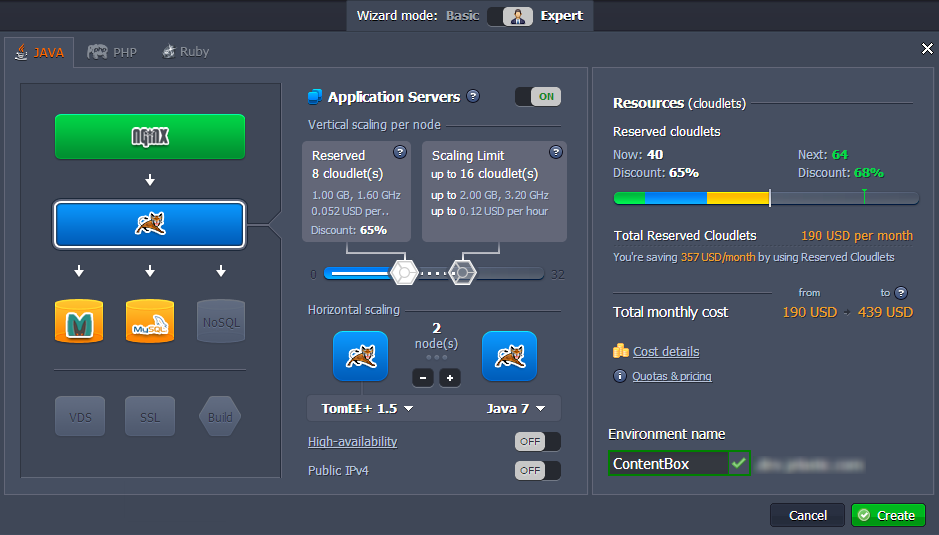 Wizard mode: Basic Expert
JAVA PHP Ruby
NGiNX
MySQL
NoSQL
VDS SSL Build
Application Servers ? ON
Vertical scaling per node
Reserved ?
8 cloudlet(s)
1.00 GB, 1.60 GHz
0.052 USD per..
Discount: 65%
Scaling Limit ?
up to 16 cloudlet(s)
up to 2.00 GB, 3.20 GHz
up to 0.12 USD per hour
0 32
Horizontal scaling
2
node(s)
- +
TomEE+ 1.5 Java 7
High-availability OFF
Public IPv4 OFF
Resources (cloudlets)
Reserved cloudlets
Now: 40 Next: 64
Discount: 65% Discount: 68%
Total Reserved Cloudlets 190 USD per month
You're saving 357 USD/month by using Reserved Cloudlets
from to ?
Total monthly cost 190 USD 439 USD
Cost details
Quotas & pricing
Environment name
ContentBox
Cancel Create